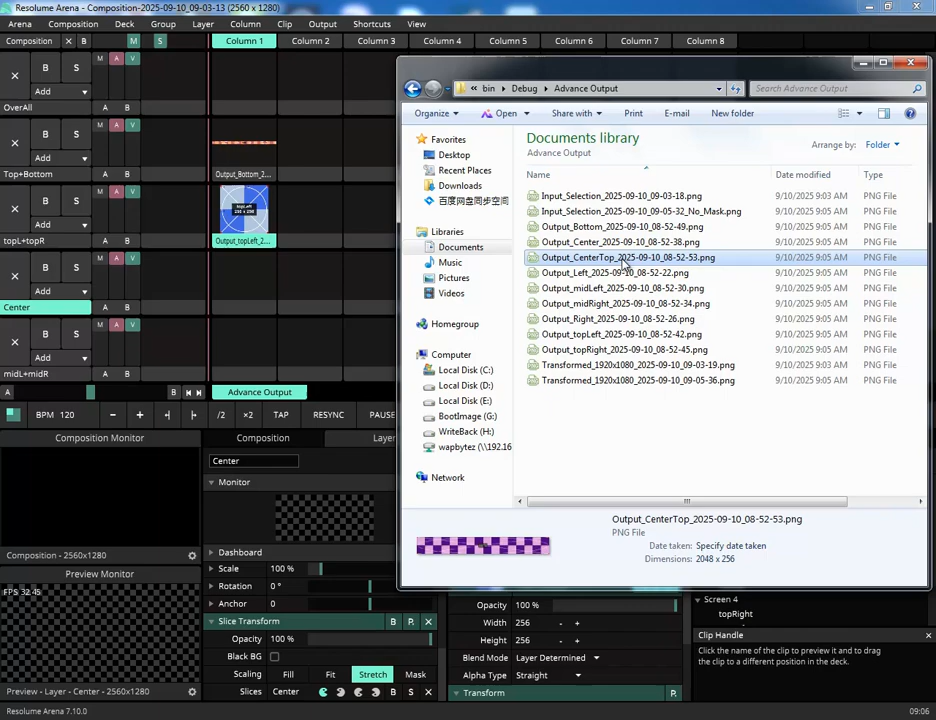 Resolume Arena - Composition-2025-09-10_09-03-13 (2560 x 1280)
Arena Composition Deck Group Layer Column Clip Output Shortcuts View
Composition × B M S Column 1 Column 2 Column 3 Column 4 Column 5 Column 6 Column 7 Column 8
B S M A V
Add
OverAll A B
B S M A V
Add
Top+Bottom A B Output_Bottom_2...
B S M A V
topLeft
256 x 256
Add
topL+topR A B Output_topLeft_2...
B S M A V
Add
Center A B
B S M A V
Add
midL+midR A B
A B Advance Output
BPM 120 − + /2 ×2 TAP RESYNC PAUSE
Composition Monitor
Composition - 2560x1280
Preview Monitor
FPS 32.45
Preview - Layer - Center - 2560x1280
Resolume Arena 7.10.0
Composition Laye
Center
Monitor
Dashboard
Scale 100 %
Rotation 0 °
Anchor 0
Slice Transform B P. ×
Opacity 100 %
Black BG
Scaling Fill Fit Stretch Mask
Slices Center B S ×
« bin Debug Advance Output
Search Advance Output
Organize Open Share with Print E-mail New folder
Favorites
Desktop
Recent Places
Downloads
百度网盘同步空间
Libraries
Documents
Music
Pictures
Videos
Homegroup
Computer
Local Disk (C:)
Local Disk (D:)
Local Disk (E:)
BootImage (G:)
WriteBack (H:)
wapbytez (\\192.16
Network
Documents library
Advance Output
Arrange by: Folder
Name Date modified Type
Input_Selection_2025-09-10_09-03-18.png 9/10/2025 9:03 AM PNG File
Input_Selection_2025-09-10_09-05-32_No_Mask.png 9/10/2025 9:05 AM PNG File
Output_Bottom_2025-09-10_08-52-49.png 9/10/2025 9:05 AM PNG File
Output_Center_2025-09-10_08-52-38.png 9/10/2025 9:05 AM PNG File
Output_CenterTop_2025-09-10_08-52-53.png 9/10/2025 9:05 AM PNG File
Output_Left_2025-09-10_08-52-22.png 9/10/2025 9:05 AM PNG File
Output_midLeft_2025-09-10_08-52-30.png 9/10/2025 9:05 AM PNG File
Output_midRight_2025-09-10_08-52-34.png 9/10/2025 9:05 AM PNG File
Output_Right_2025-09-10_08-52-26.png 9/10/2025 9:05 AM PNG File
Output_topLeft_2025-09-10_08-52-42.png 9/10/2025 9:05 AM PNG File
Output_topRight_2025-09-10_08-52-45.png 9/10/2025 9:05 AM PNG File
Transformed_1920x1080_2025-09-10_09-03-19.png 9/10/2025 9:03 AM PNG File
Transformed_1920x1080_2025-09-10_09-05-36.png 9/10/2025 9:05 AM PNG File
Output_CenterTop_2025-09-10_08-52-53.png
PNG File
Date taken: Specify date taken
Dimensions: 2048 x 256
Opacity 100 %
Width 256 - +
Height 256 - +
Blend Mode Layer Determined
Alpha Type Straight
Transform P.
Screen 4
topRight
Clip Handle ×
Click the name of the clip to preview it and to drag
the clip to a different position in the deck.
09:06